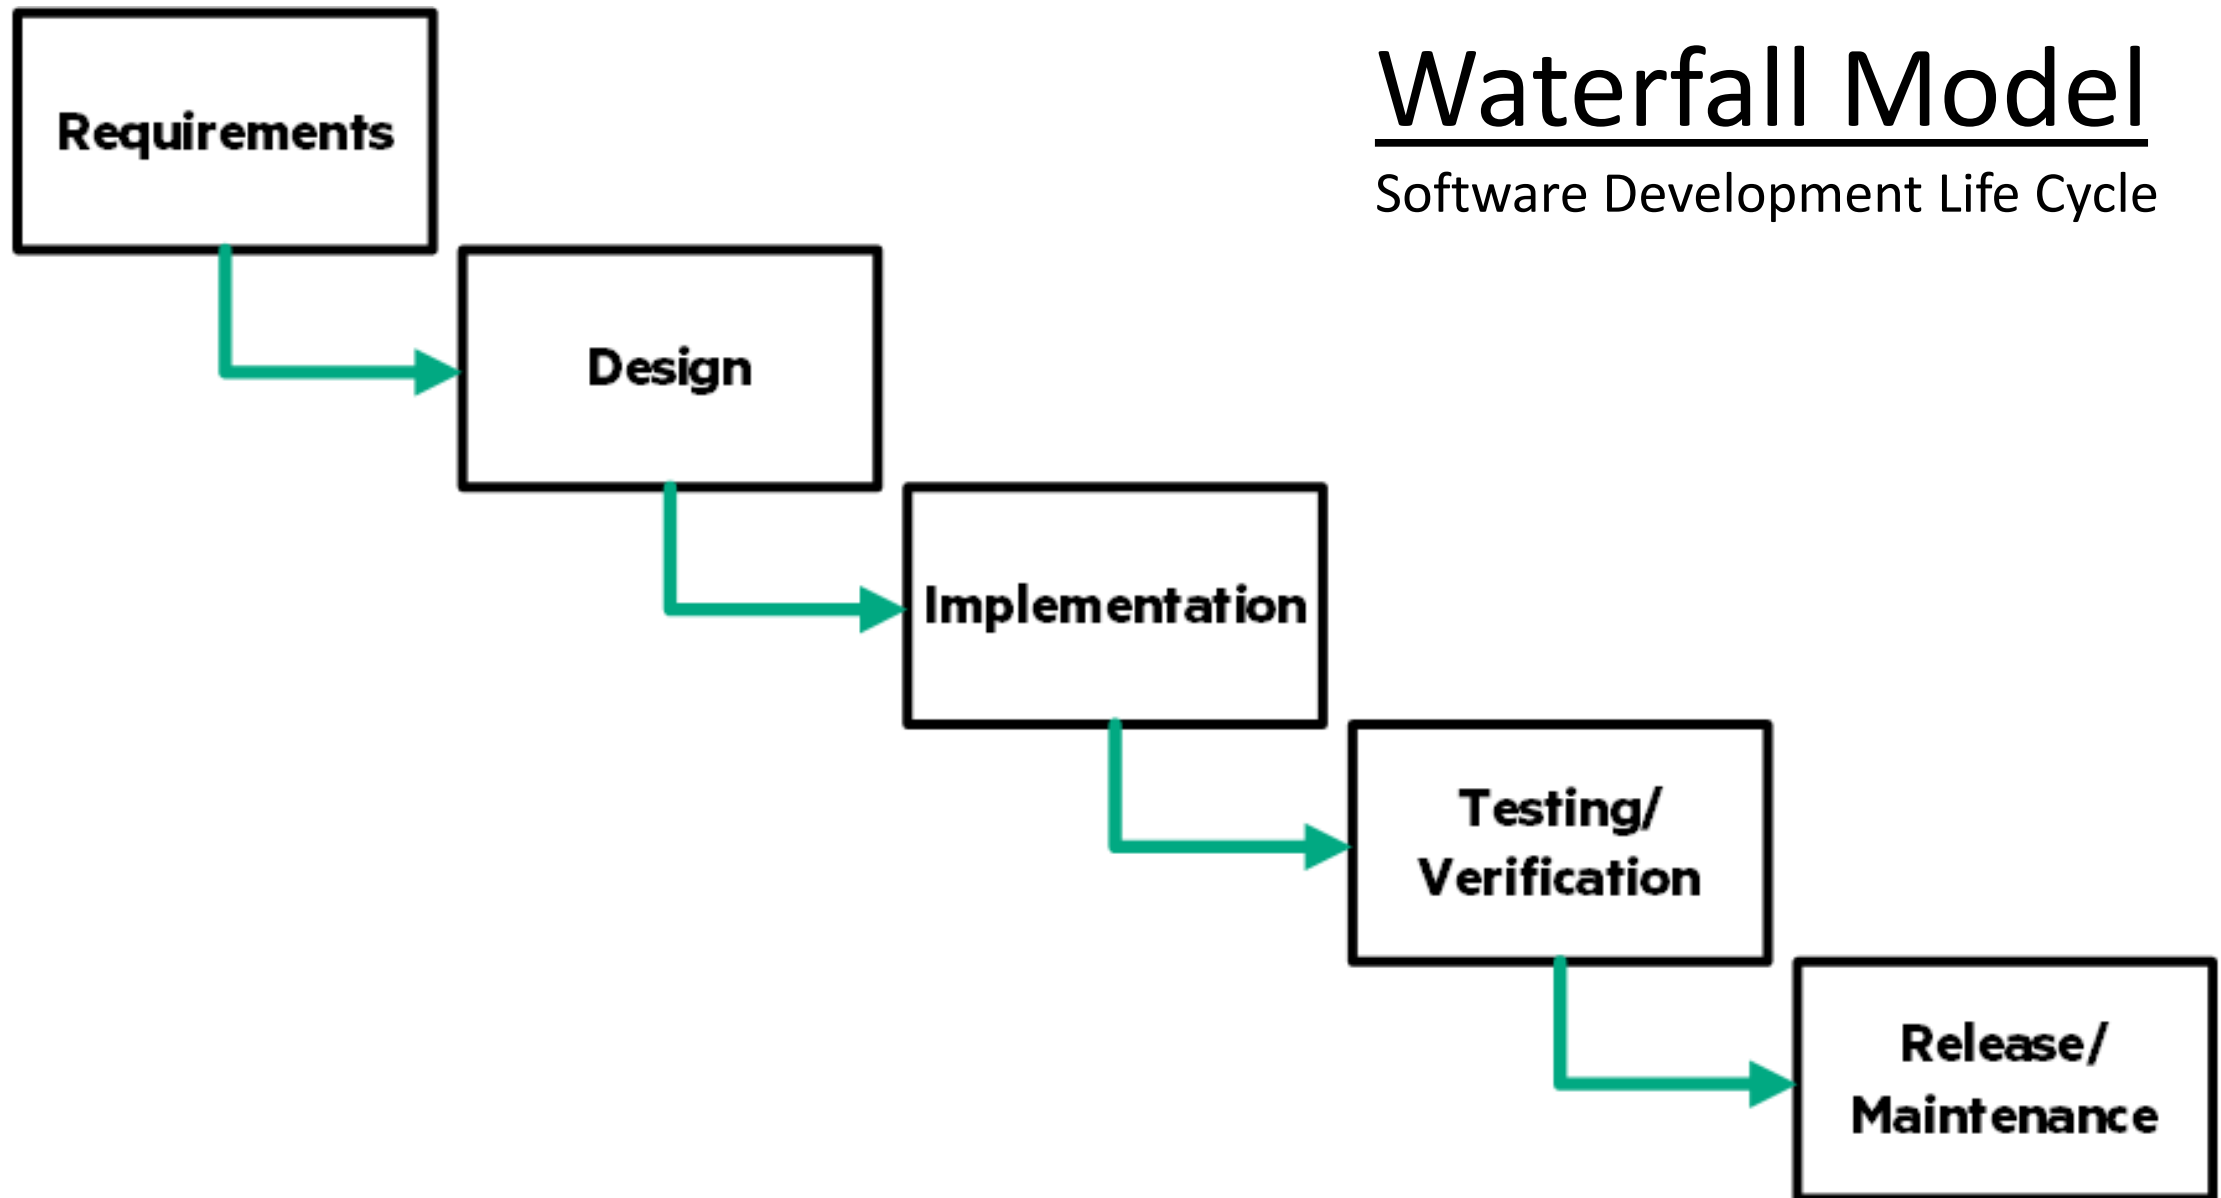 Waterfall Model
Software Development Life Cycle
Requirements
Design
Implementation
Testing/
Verification
Release/
Maintenance